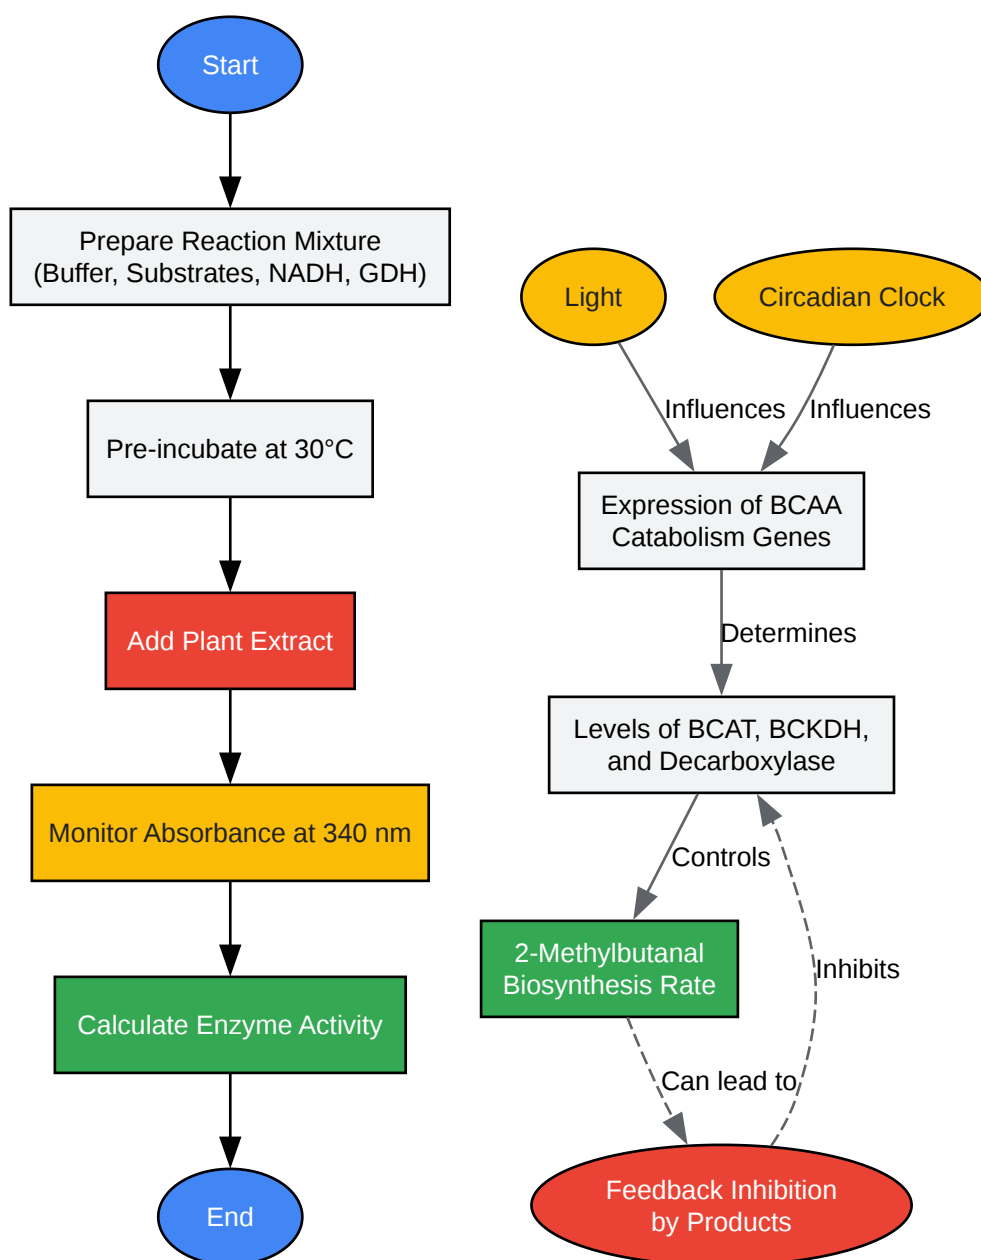 Start
Prepare Reaction Mixture
(Buffer, Substrates, NADH, GDH)
Pre-incubate at 30°C
Add Plant Extract
Monitor Absorbance at 340 nm
Calculate Enzyme Activity
End
Light
Circadian Clock
Influences
Influences
Expression of BCAA
Catabolism Genes
Determines
Levels of BCAT, BCKDH,
and Decarboxylase
Controls
2-Methylbutanal
Biosynthesis Rate
Inhibits
Can lead to
Feedback Inhibition
by Products